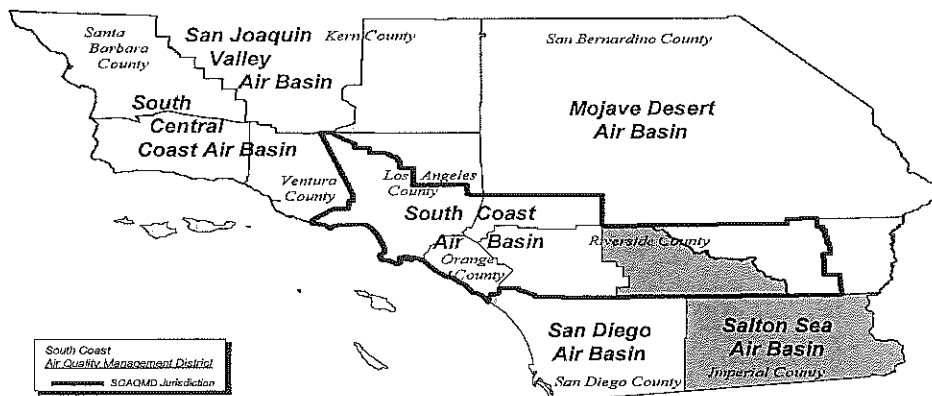 Santa
Barbara
County
San Joaquin
Valley
Air Basin
Kern County
San Bernardino County
South
Central
Coast Air Basin
Mojave Desert
Air Basin
Ventura
County
Los Angeles
County
South Coast
Air Basin
Orange
County
Riverside County
San Diego
Air Basin
San Diego County
Salton Sea
Air Basin
Imperial County
South Coast
Air Quality Management District
SCAQMD Jurisdiction